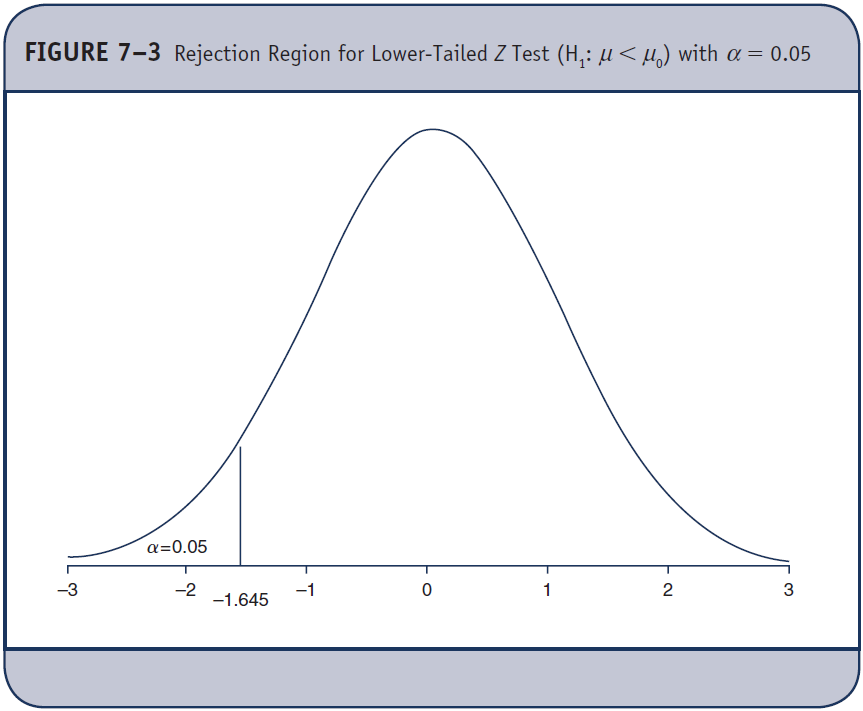 FIGURE 7–3 Rejection Region for Lower-Tailed Z Test (H₁: μ < μ₀) with α = 0.05
α=0.05
–3 –2 –1 0 1 2 3
–1.645